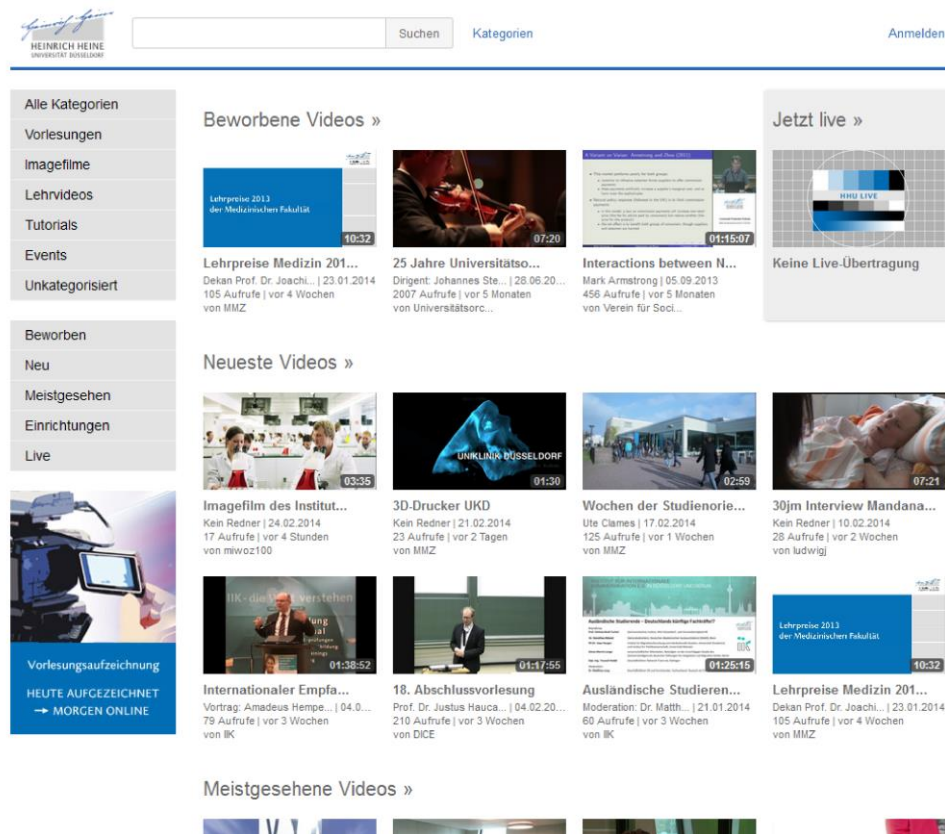 HEINRICH HEINE
UNIVERSITÄT DÜSSELDORF
Suchen
Kategorien
Anmelden
Alle Kategorien
Vorlesungen
Imagefilme
Lehrvideos
Tutorials
Events
Unkategorisiert
Beworben
Neu
Meistgesehen
Einrichtungen
Live
Vorlesungsaufzeichnung
HEUTE AUFGEZEICHNET
→ MORGEN ONLINE
Beworbene Videos »
Lehrpreise 2013
der Medizinischen Fakultät
10:32
Lehrpreise Medizin 201...
Dekan Prof. Dr. Joachi... | 23.01.2014
105 Aufrufe | vor 4 Wochen
von MMZ
07:20
25 Jahre Universitätso...
Dirigent: Johannes Ste... | 28.06.20...
2007 Aufrufe | vor 5 Monaten
von Universitätsorc...
01:15:07
Interactions between N...
Mark Armstrong | 05.09.2013
456 Aufrufe | vor 5 Monaten
von Verein für Soci...
Jetzt live »
HHU LIVE
Keine Live-Übertragung
Neueste Videos »
03:35
Imagefilm des Institut...
Kein Redner | 24.02.2014
17 Aufrufe | vor 4 Stunden
von miwoz100
UNIKLINIK DÜSSELDORF
01:30
3D-Drucker UKD
Kein Redner | 21.02.2014
23 Aufrufe | vor 2 Tagen
von MMZ
02:59
Wochen der Studienorie...
Ute Clames | 17.02.2014
125 Aufrufe | vor 1 Wochen
von MMZ
07:21
30jm Interview Mandana...
Kein Redner | 10.02.2014
28 Aufrufe | vor 2 Wochen
von ludwigj
IIK - die Welt verstehen
01:38:52
Internationaler Empfa...
Vortrag: Amadeus Hempe... | 04.0...
79 Aufrufe | vor 3 Wochen
von IIK
01:17:55
18. Abschlussvorlesung
Prof. Dr. Justus Hauca... | 04.02.20...
210 Aufrufe | vor 3 Wochen
von DICE
Ausländische Studierende - Deutschlands künftige Fachkräfte?
01:25:15
Ausländische Studieren...
Moderation: Dr. Matth... | 21.01.2014
60 Aufrufe | vor 3 Wochen
von IIK
Lehrpreise 2013
der Medizinischen Fakultät
10:32
Lehrpreise Medizin 201...
Dekan Prof. Dr. Joachi... | 23.01.2014
105 Aufrufe | vor 4 Wochen
von MMZ
Meistgesehene Videos »